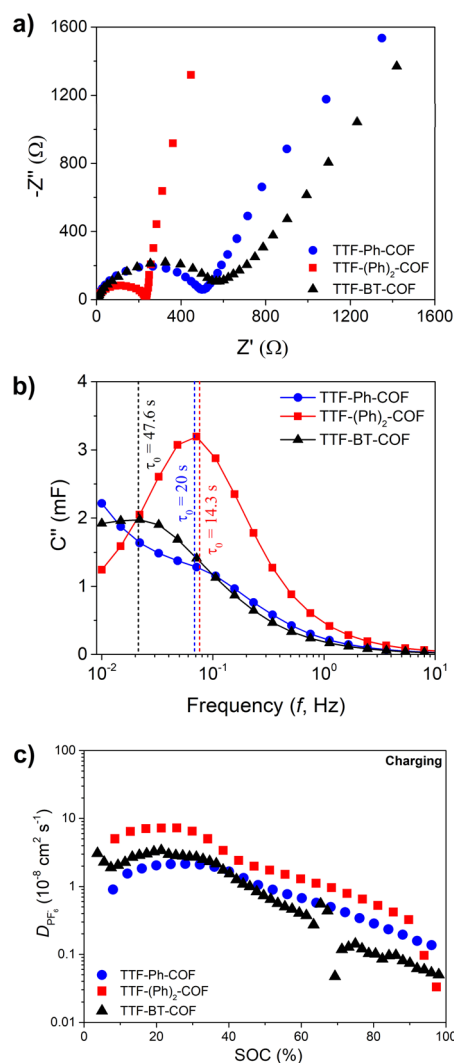 a)
1600
1200
800
400
0
-Z" (Ω)
TTF-Ph-COF
TTF-(Ph)₂-COF
TTF-BT-COF
0 400 800 1200 1600
Z' (Ω)
b)
4
3
2
1
0
C" (mF)
TTF-Ph-COF
TTF-(Ph)₂-COF
TTF-BT-COF
τ₀ = 47.6 s
τ₀ = 20 s
τ₀ = 14.3 s
10⁻² 10⁻¹ 10⁰ 10¹
Frequency (f, Hz)
c)
Charging
100
10
1
0.1
0.01
D_PF₆ (10⁻⁸ cm² s⁻¹)
TTF-Ph-COF
TTF-(Ph)₂-COF
TTF-BT-COF
0 20 40 60 80 100
SOC (%)